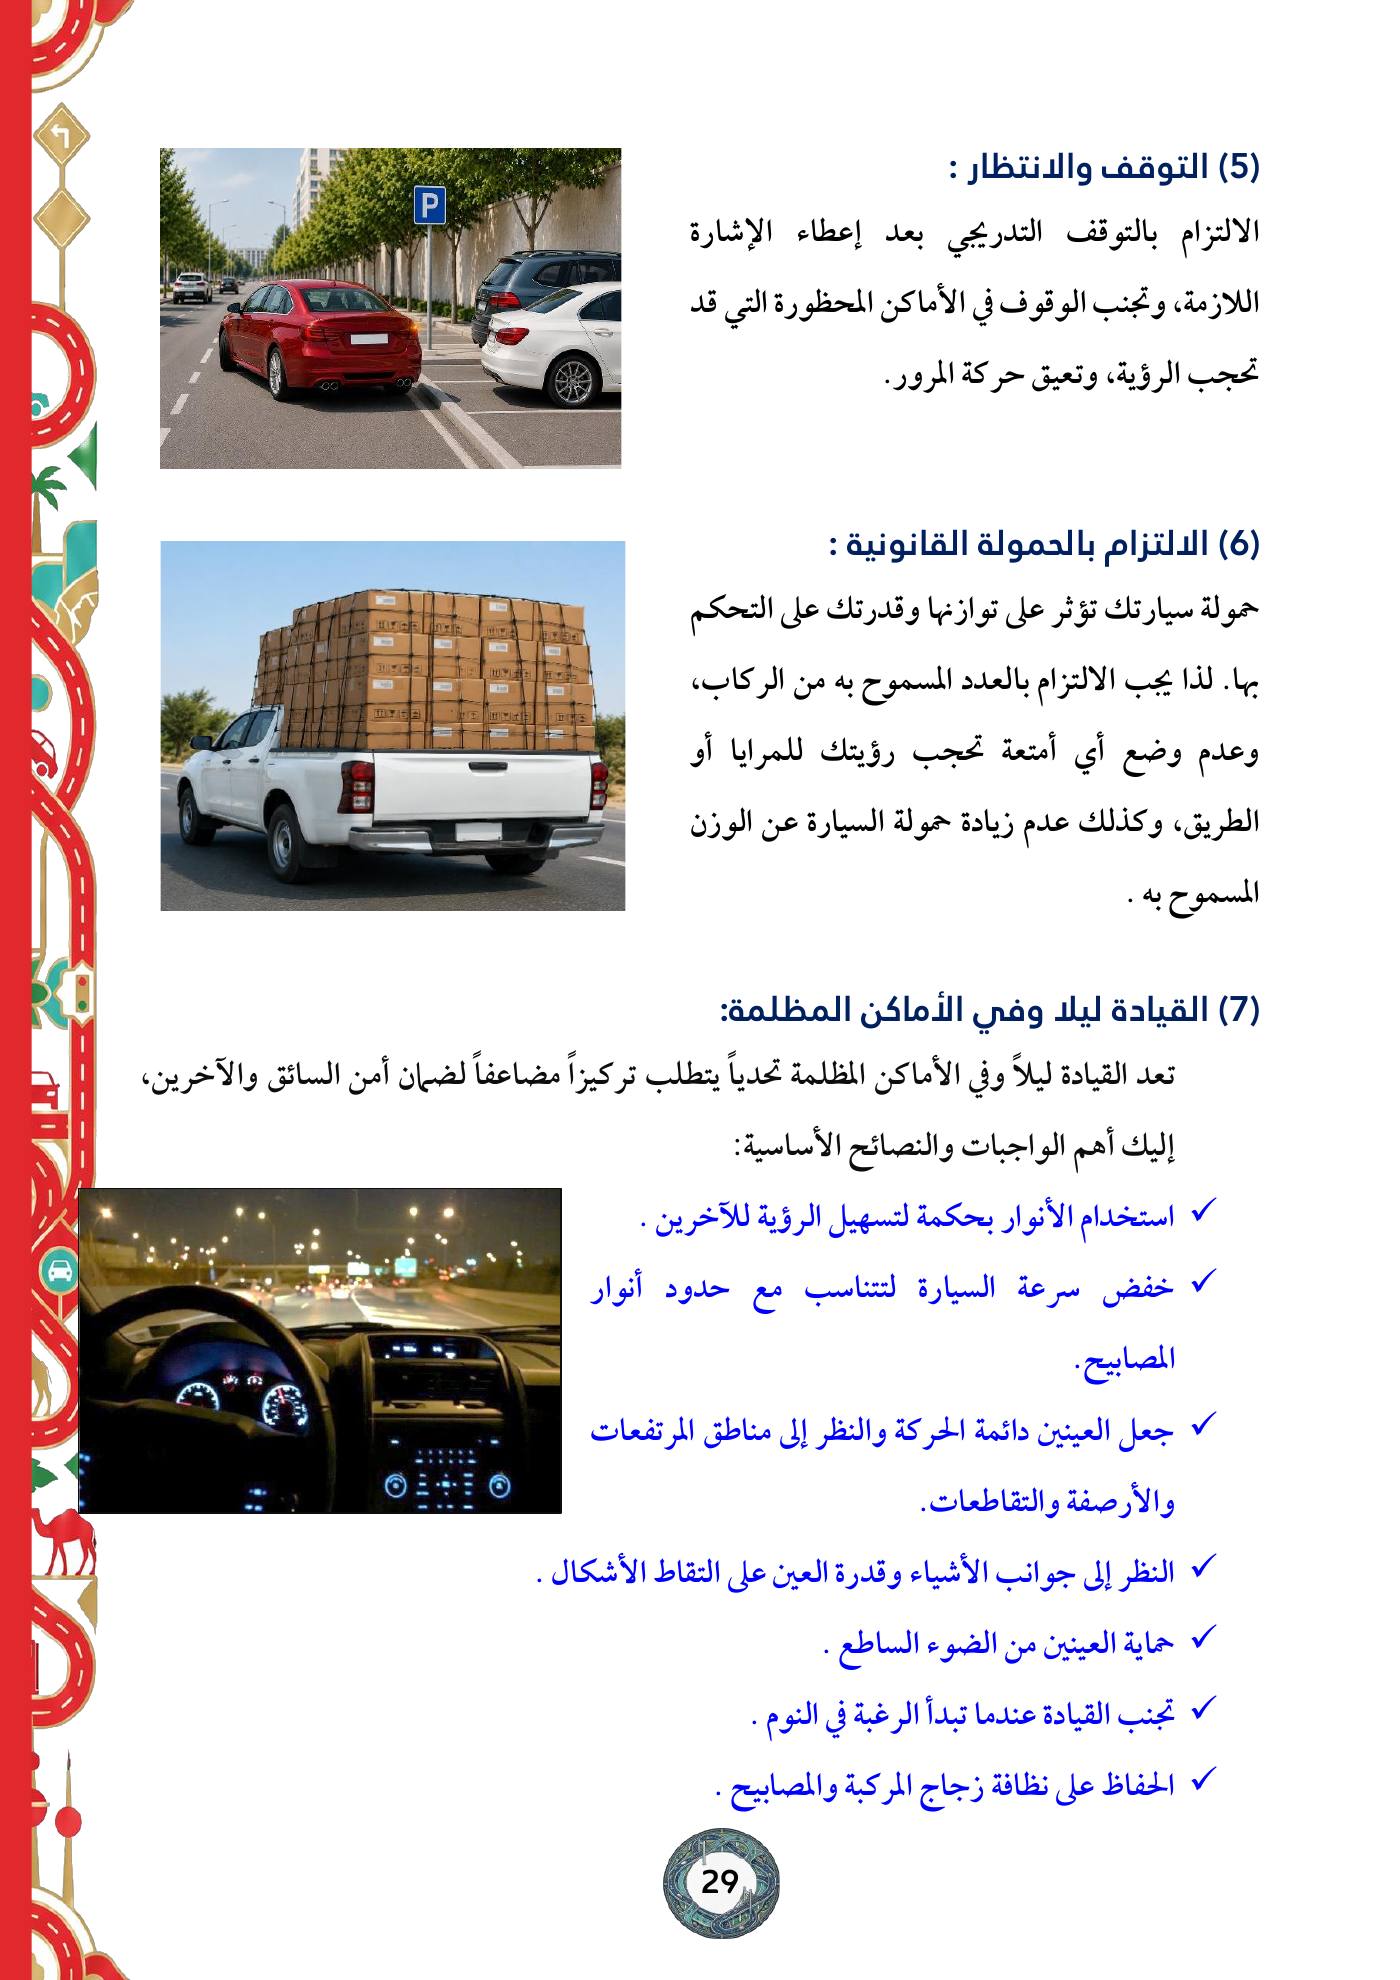 (5) التوقف والانتظار :
الالتزام بالتوقف التدريجي بعد إعطاء الإشارة
اللازمة، وتجنب الوقوف في الأماكن المحظورة التي قد
تحجب الرؤية، وتعيق حركة المرور.
P
(6) الالتزام بالحمولة القانونية :
حمولة سيارتك تؤثر على توازنها وقدرتك على التحكم
بها. لذا يجب الالتزام بالعدد المسموح به من الركاب،
وعدم وضع أي أمتعة تحجب رؤيتك للمرايا أو
الطريق، وكذلك عدم زيادة حمولة السيارة عن الوزن
المسموح به .
(7) القيادة ليلا وفي الأماكن المظلمة:
تعد القيادة ليلاً وفي الأماكن المظلمة تحدياً يتطلب تركيزاً مضاعفاً لضمان أمن السائق والآخرين،
إليك أهم الواجبات والنصائح الأساسية:
✓ استخدام الأنوار بحكمة لتسهيل الرؤية للآخرين .
✓ خفض سرعة السيارة لتتناسب مع حدود أنوار
المصابيح.
✓ جعل العينين دائمة الحركة والنظر إلى مناطق المرتفعات
والأرصفة والتقاطعات.
✓ النظر إلى جوانب الأشياء وقدرة العين على التقاط الأشكال .
✓ حماية العينين من الضوء الساطع .
✓ تجنب القيادة عندما تبدأ الرغبة في النوم .
✓ الحفاظ على نظافة زجاج المركبة والمصابيح .
29